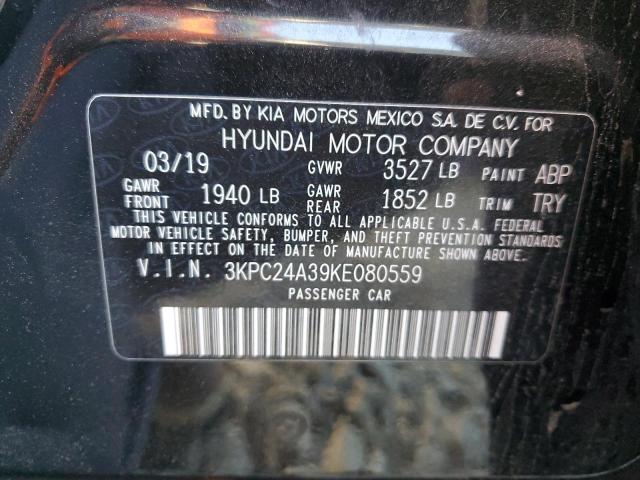 MFD. BY KIA MOTORS MEXICO S.A. DE C.V. FOR
HYUNDAI MOTOR COMPANY
03/19 GVWR 3527 LB PAINT ABP
GAWR FRONT 1940 LB GAWR REAR 1852 LB TRIM TRY
THIS VEHICLE CONFORMS TO ALL APPLICABLE U.S.A. FEDERAL
MOTOR VEHICLE SAFETY, BUMPER, AND THEFT PREVENTION STANDARDS
IN EFFECT ON THE DATE OF MANUFACTURE SHOWN ABOVE
V.I.N. 3KPC24A39KE080559
PASSENGER CAR